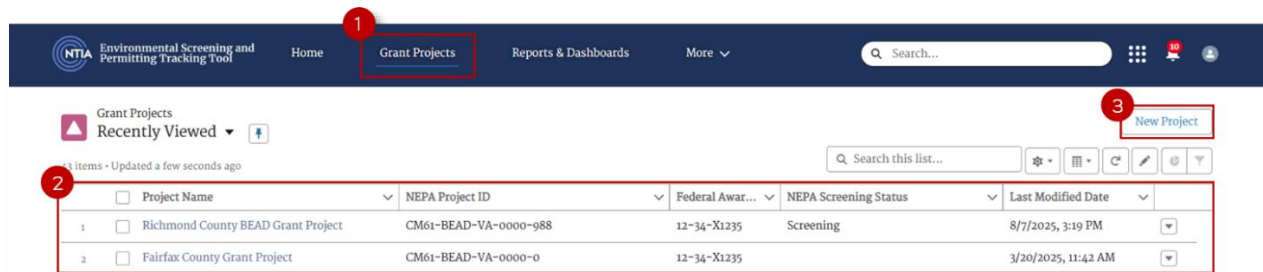 1
NTIA Environmental Screening and Permitting Tracking Tool Home Grant Projects Reports & Dashboards More Search... 10
Grant Projects
Recently Viewed
3
New Project
43 items • Updated a few seconds ago
Search this list...
2
Project Name NEPA Project ID Federal Awar... NEPA Screening Status Last Modified Date
1 Richmond County BEAD Grant Project CM61-BEAD-VA-0000-988 12-34-X1235 Screening 8/7/2025, 3:19 PM
2 Fairfax County Grant Project CM61-BEAD-VA-0000-0 12-34-X1235 3/20/2025, 11:42 AM